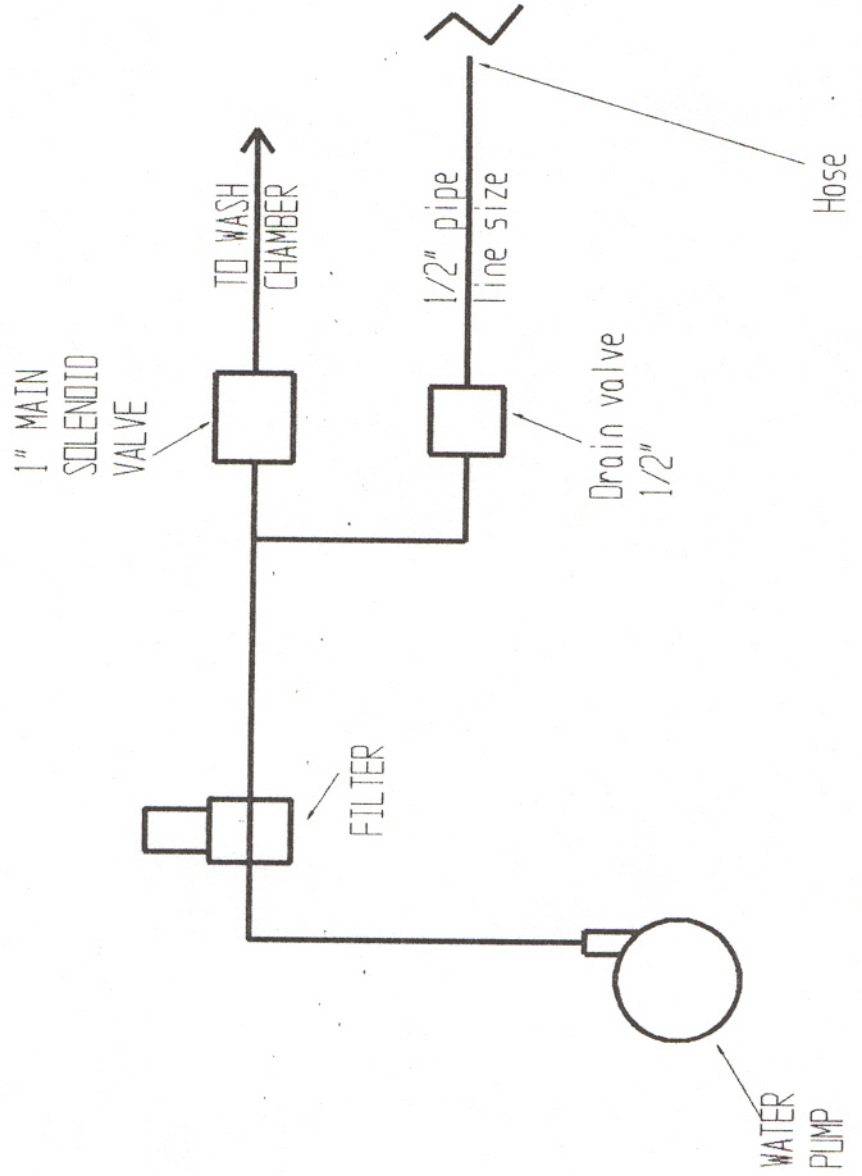 1" MAIN
SOLENOID
VALVE
TO WASH
CHAMBER
1/2" pipe
line size
Hose
Drain valve
1/2"
FILTER
WATER
PUMP